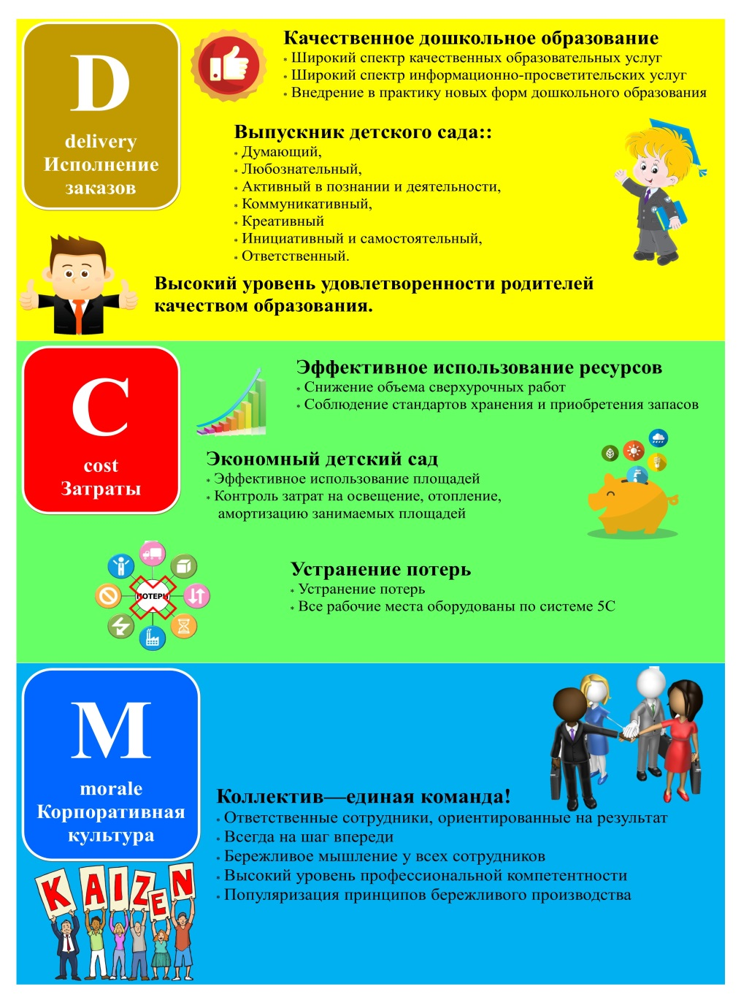 D
delivery
Исполнение
заказов
Качественное дошкольное образование
* Широкий спектр качественных образовательных услуг
* Широкий спектр информационно-просветительских услуг
* Внедрение в практику новых форм дошкольного образования
Выпускник детского сада::
* Думающий,
* Любознательный,
* Активный в познании и деятельности,
* Коммуникативный,
* Креативный
* Инициативный и самостоятельный,
* Ответственный.
Высокий уровень удовлетворенности родителей
качеством образования.
C
cost
Затраты
Эффективное использование ресурсов
* Снижение объема сверхурочных работ
* Соблюдение стандартов хранения и приобретения запасов
Экономный детский сад
* Эффективное использование площадей
* Контроль затрат на освещение, отопление,
амортизацию занимаемых площадей
ПОТЕРИ
Устранение потерь
* Устранение потерь
* Все рабочие места оборудованы по системе 5С
M
morale
Корпоративная
культура
Коллектив—единая команда!
* Ответственные сотрудники, ориентированные на результат
* Всегда на шаг впереди
* Бережливое мышление у всех сотрудников
* Высокий уровень профессиональной компетентности
* Популяризация принципов бережливого производства
KAIZEN